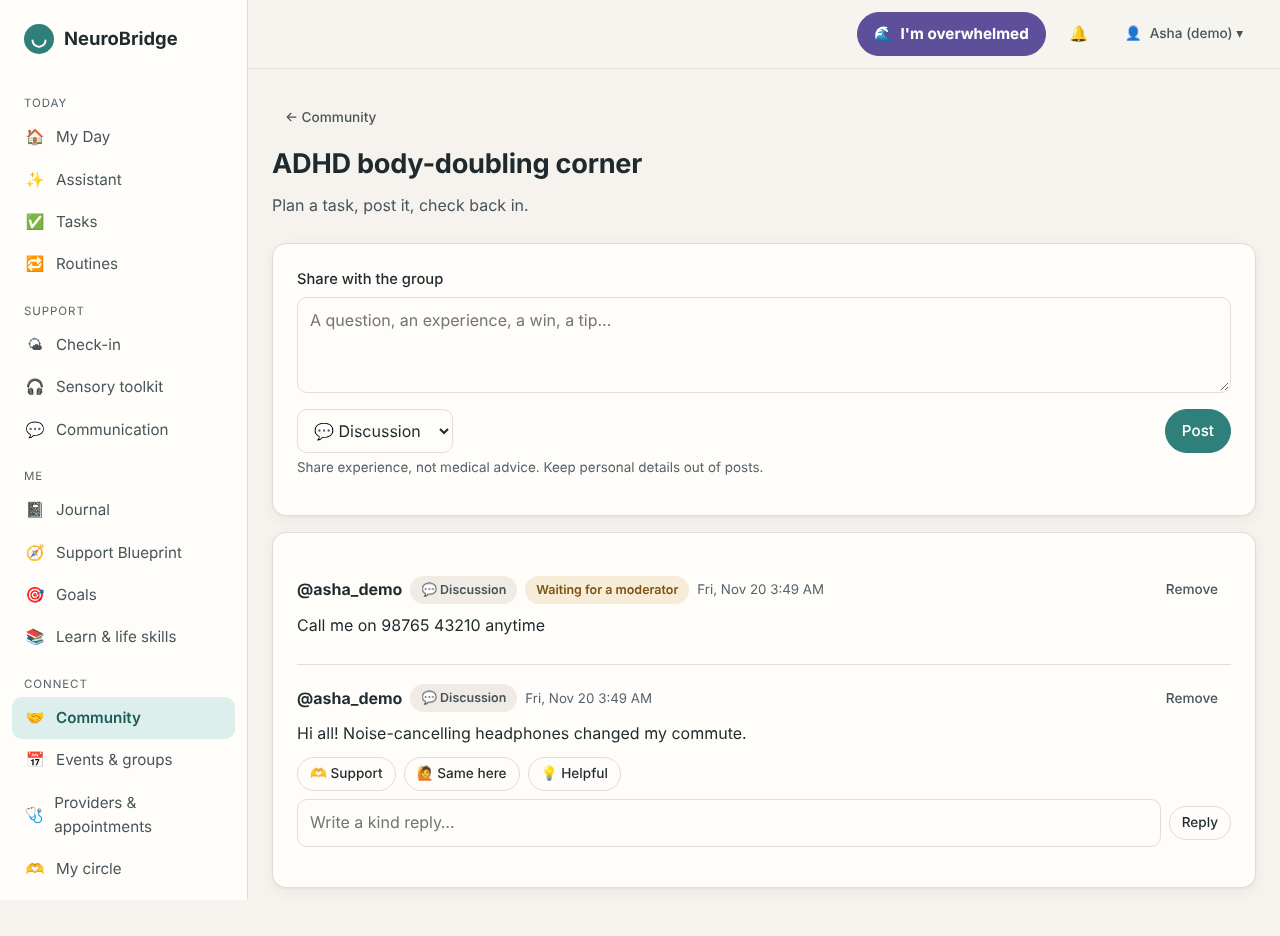 NeuroBridge
🌊 I'm overwhelmed
🔔
👤 Asha (demo) ▾
TODAY
🏠 My Day
✨ Assistant
✅ Tasks
🔁 Routines
SUPPORT
🌤 Check-in
🎧 Sensory toolkit
💬 Communication
ME
📓 Journal
🧭 Support Blueprint
🎯 Goals
📚 Learn & life skills
CONNECT
🤝 Community
📅 Events & groups
🩺 Providers &
appointments
🫶 My circle
← Community
ADHD body-doubling corner
Plan a task, post it, check back in.
Share with the group
A question, an experience, a win, a tip...
💬 Discussion
Post
Share experience, not medical advice. Keep personal details out of posts.
@asha_demo 💬 Discussion Waiting for a moderator Fri, Nov 20 3:49 AM Remove
Call me on 98765 43210 anytime
@asha_demo 💬 Discussion Fri, Nov 20 3:49 AM Remove
Hi all! Noise-cancelling headphones changed my commute.
🫶 Support 🙋 Same here 💡 Helpful
Write a kind reply... Reply